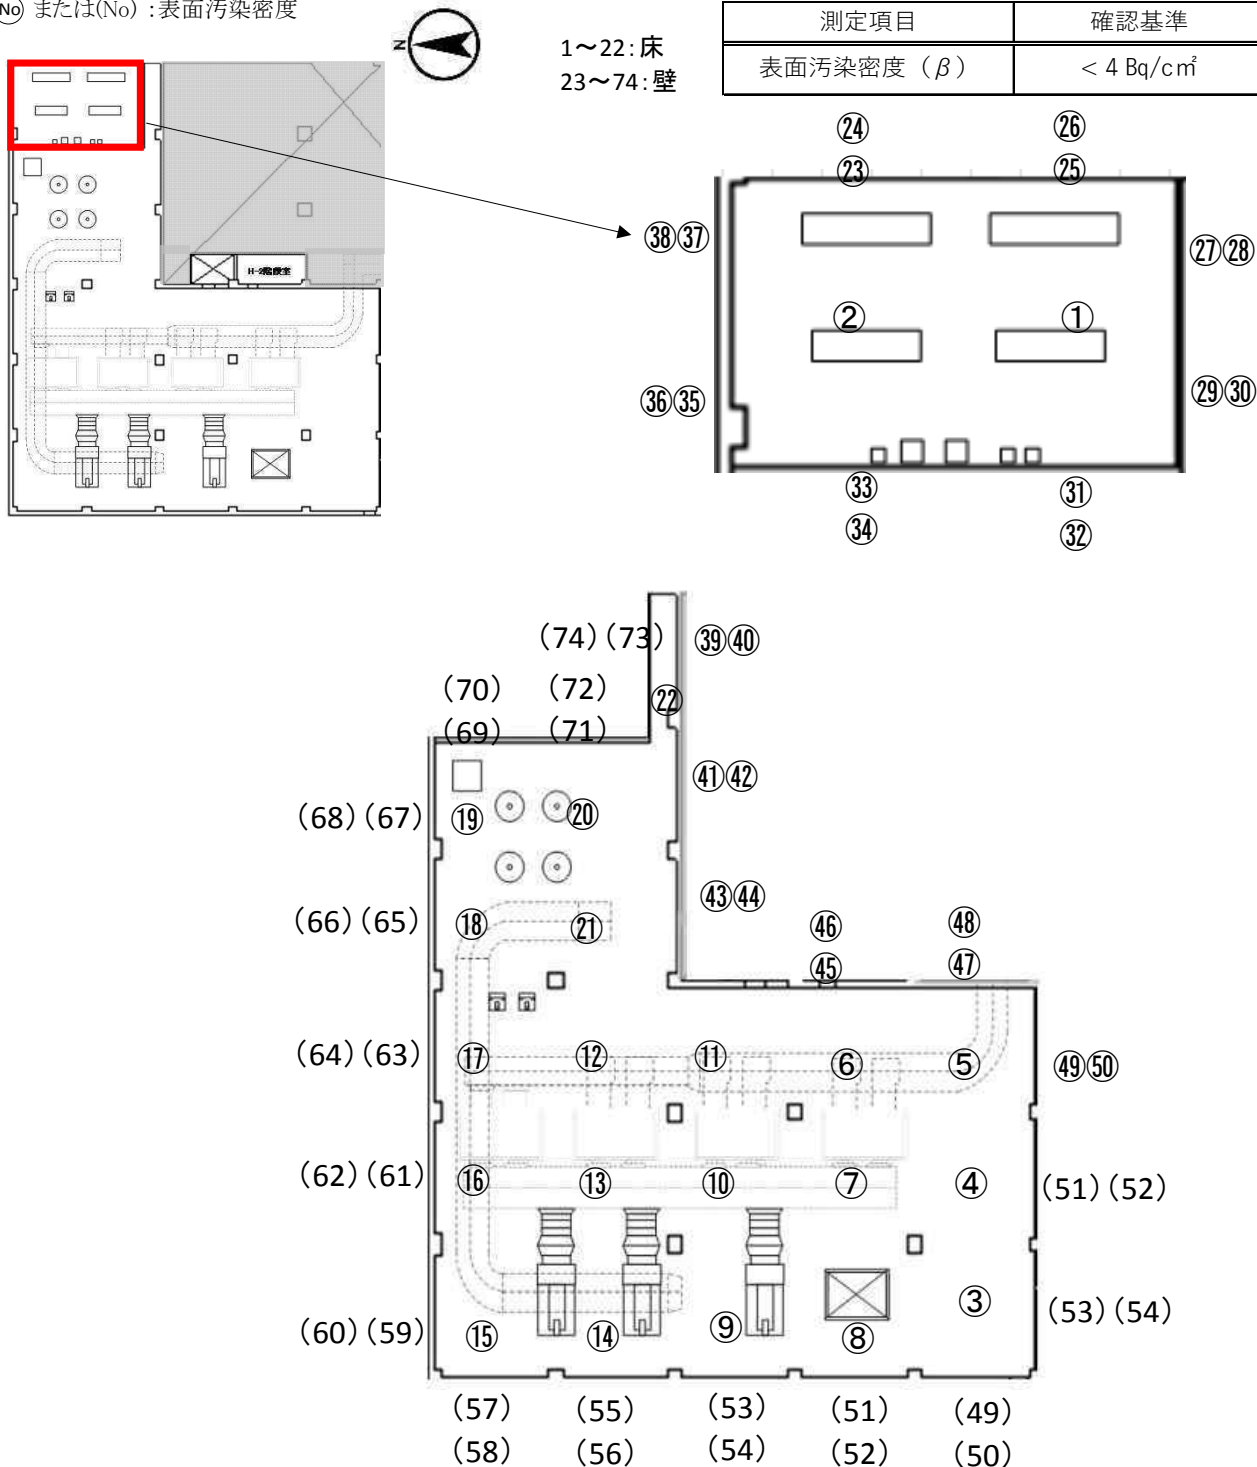 No または(No) :表面汚染密度
N
1～22:床
23～74:壁
測定項目 確認基準
表面汚染密度（β） ＜4 Bq/c㎡
H-2階段室
㉔ ㉖
㉓ ㉕
㊳㊲ ㉗㉘
② ①
㊱㉟ ㉙㉚
㉝ ㉛
㉞ ㉜
(74)(73) ㊴㊵
(70) (72) ㉒
(69) (71)
㊶㊷
(68)(67) ⑲ ⑳
㊸㊹
(66)(65) ⑱ ㉑ ㊻ ㊽
㊺ ㊼
(64)(63) ⑰ ⑫ ⑪ ⑥ ⑤ ㊾㊿
(62)(61) ⑯ ⑬ ⑩ ⑦ ④ (51)(52)
③ (53)(54)
(60)(59) ⑮ ⑭ ⑨ ⑧
(57) (55) (53) (51) (49)
(58) (56) (54) (52) (50)